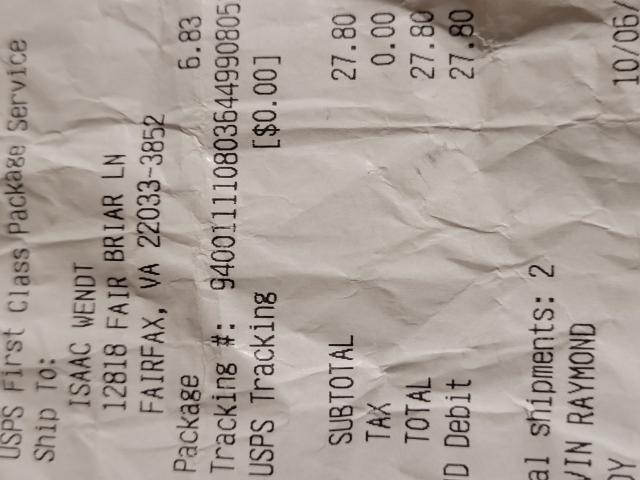 USPS First Class Package Service
Ship To:
ISAAC WENDT
12818 FAIR BRIAR LN
FAIRFAX, VA 22033-3852
Package 6.83
Tracking #: 940011110803644990805
USPS Tracking [$0.00]
SUBTOTAL 27.80
TAX 0.00
TOTAL 27.80
D Debit 27.80
al shipments: 2
VIN RAYMOND
DY 10/06/